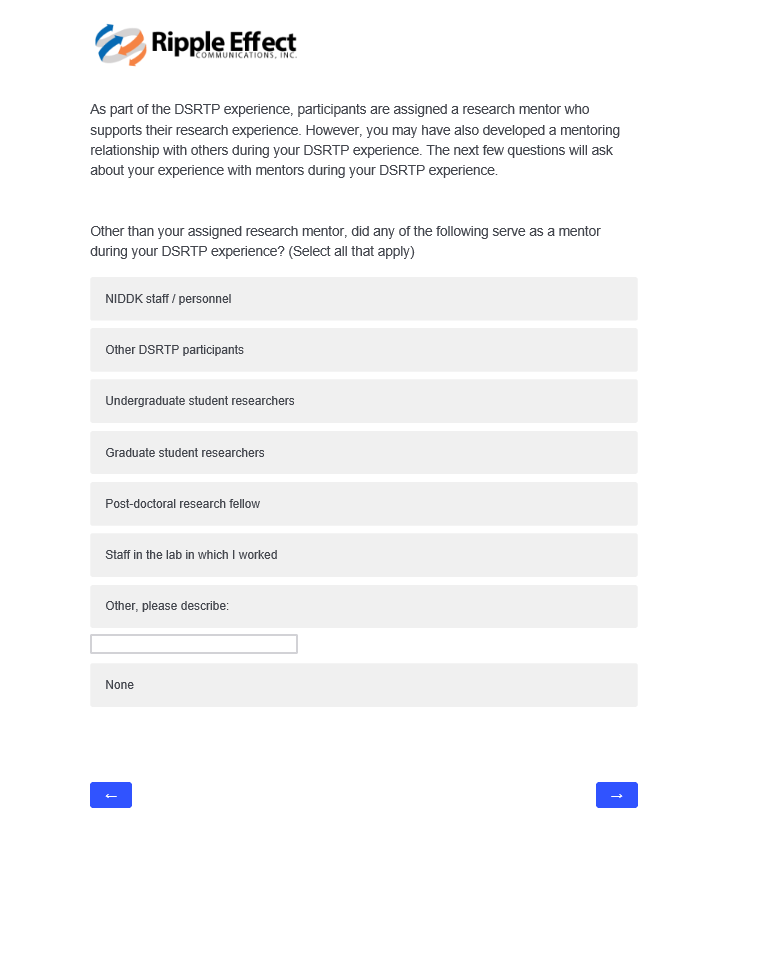 Ripple Effect
COMMUNICATIONS, INC.
As part of the DSRTP experience, participants are assigned a research mentor who
supports their research experience. However, you may have also developed a mentoring
relationship with others during your DSRTP experience. The next few questions will ask
about your experience with mentors during your DSRTP experience.
Other than your assigned research mentor, did any of the following serve as a mentor
during your DSRTP experience? (Select all that apply)
NIDDK staff / personnel
Other DSRTP participants
Undergraduate student researchers
Graduate student researchers
Post-doctoral research fellow
Staff in the lab in which I worked
Other, please describe:
None
← →